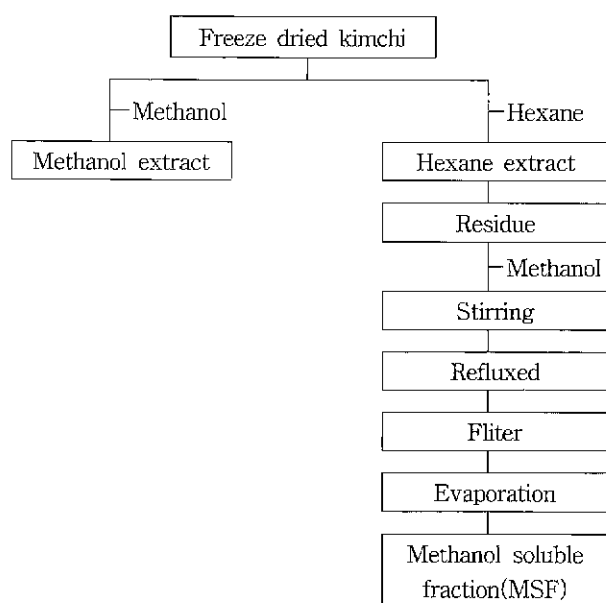 Freeze dried kimchi
Methanol
Hexane
Methanol extract
Hexane extract
Residue
Methanol
Stirring
Refluxed
Fliter
Evaporation
Methanol soluble
fraction(MSF)